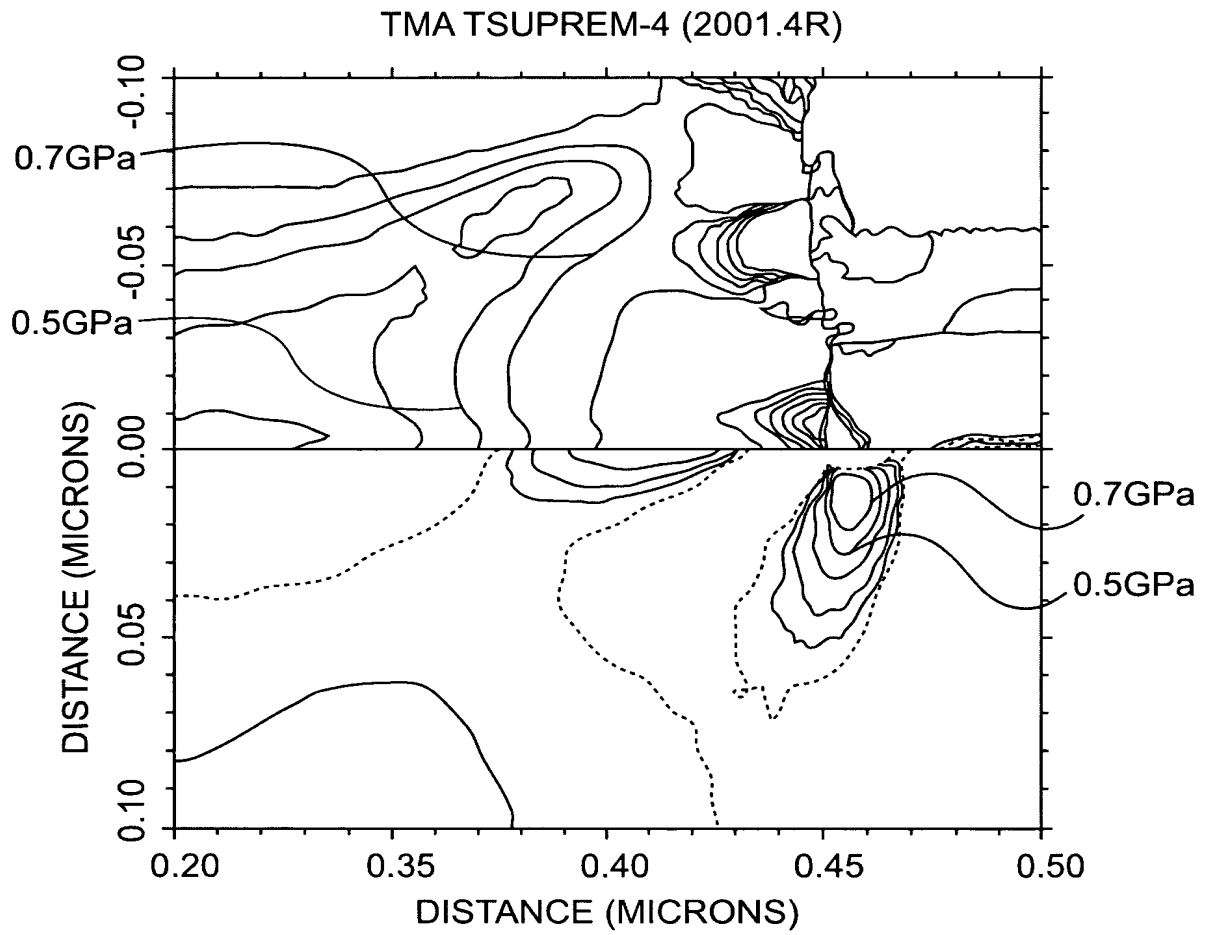 TMA TSUPREM-4 (2001.4R)
-0.10
0.7GPa
-0.05
0.5GPa
0.00
0.7GPa
0.5GPa
0.05
0.10
DISTANCE (MICRONS)
0.20 0.35 0.40 0.45 0.50
DISTANCE (MICRONS)